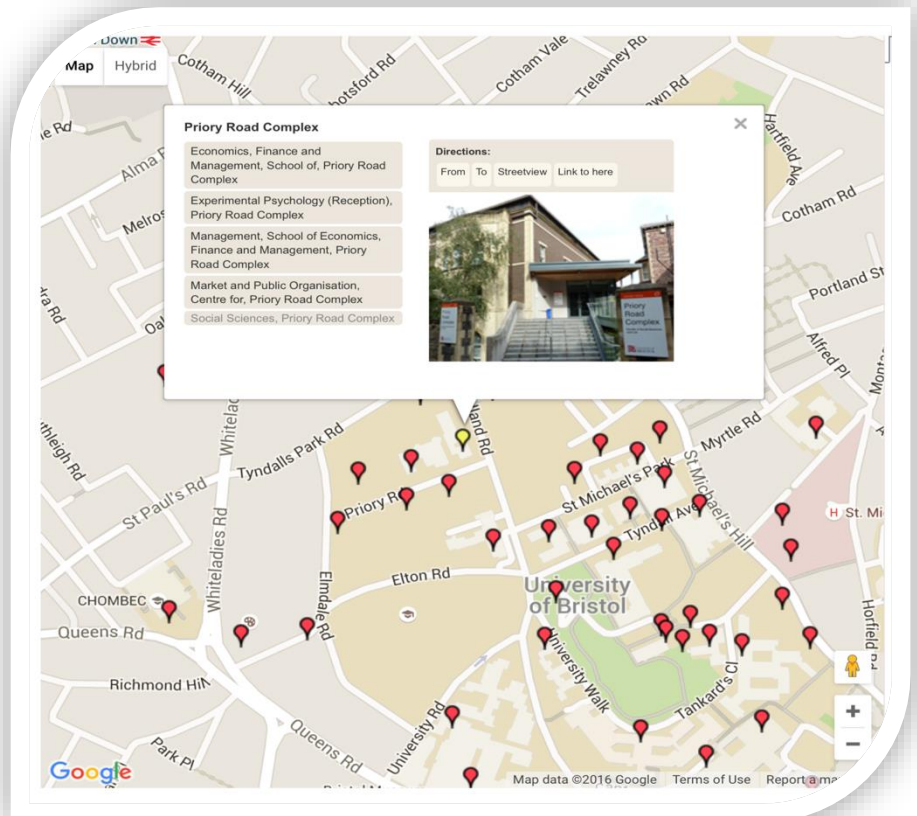 Down
Map Hybrid
Cotham Hill
Cotham Vale
Trelawney Rd
Hartfield Ave
Cotham Rd
Portland St
Alfred Pl
Priory Road Complex
Economics, Finance and
Management, School of, Priory Road
Complex
Experimental Psychology (Reception),
Priory Road Complex
Management, School of Economics,
Finance and Management, Priory
Road Complex
Market and Public Organisation,
Centre for, Priory Road Complex
Social Sciences, Priory Road Complex
Directions:
From To Streetview Link to here
Priory
Road
Complex
Myrtle Rd
Tyndalls Park Rd
St Paul's Rd
Whiteladies Rd
Priory
St Michael's Park
St Michael's Hill
H St. Mi
Elton Rd
Elmdale Rd
University
of Bristol
CHOMBEC
Queens Rd
Horfield Rd
University Walk
Richmond Hill
Tankard's Cl
Park Pl
Queens Rd
University Rd
Google
Map data ©2016 Google Terms of Use Report a